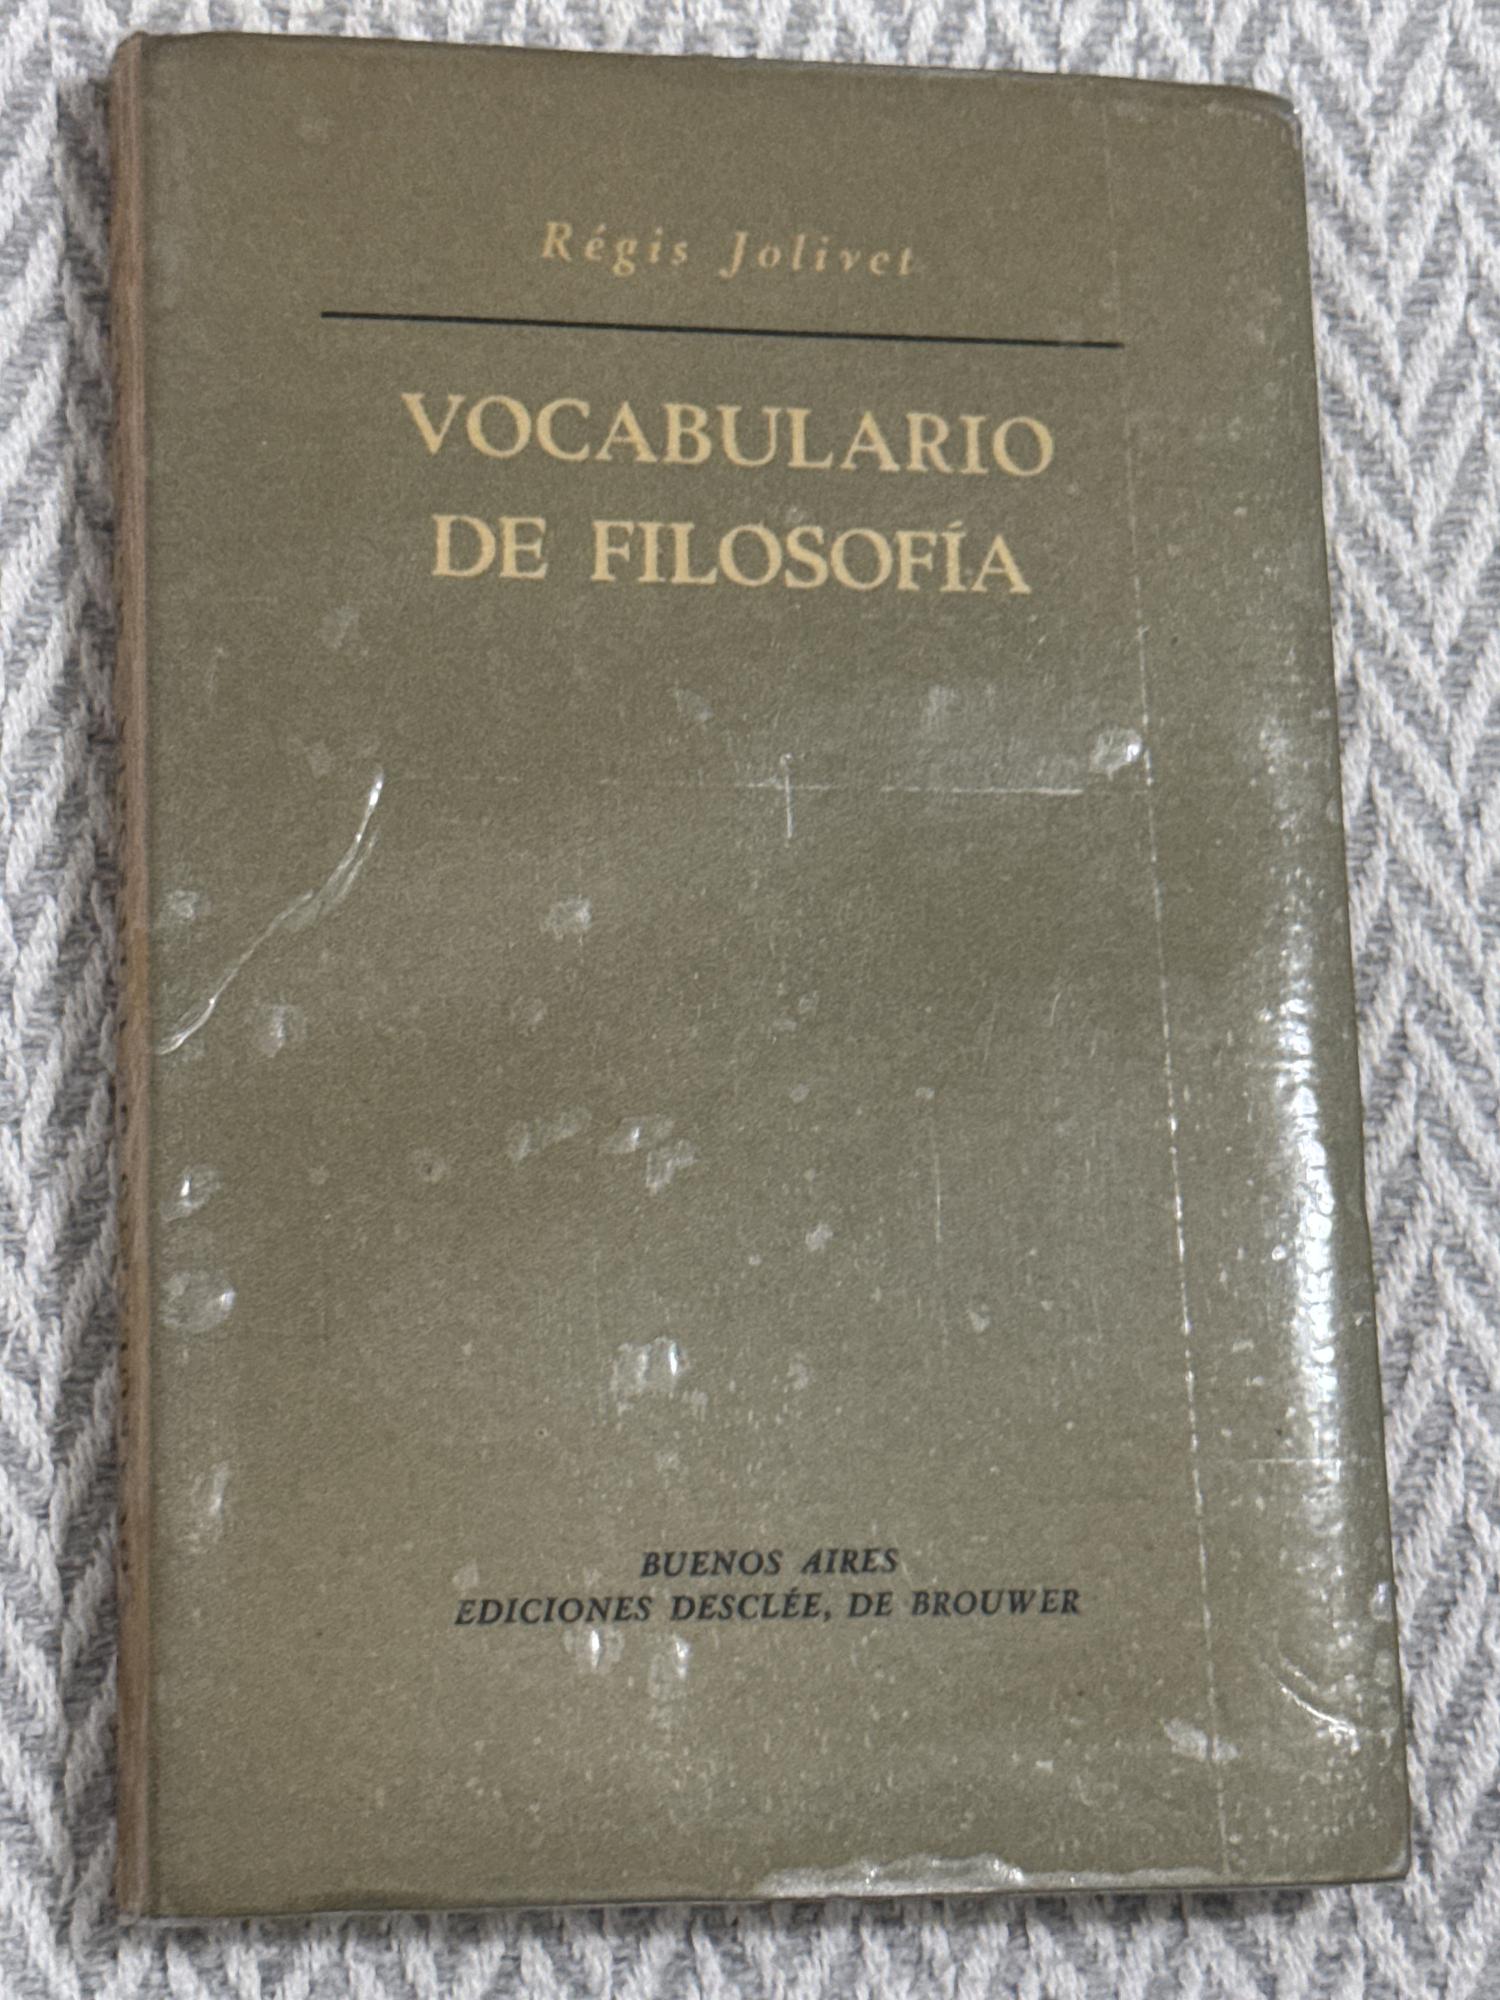 Régis Jolivet
VOCABULARIO
DE FILOSOFÍA
BUENOS AIRES
EDICIONES DESCLÉE, DE BROUWER